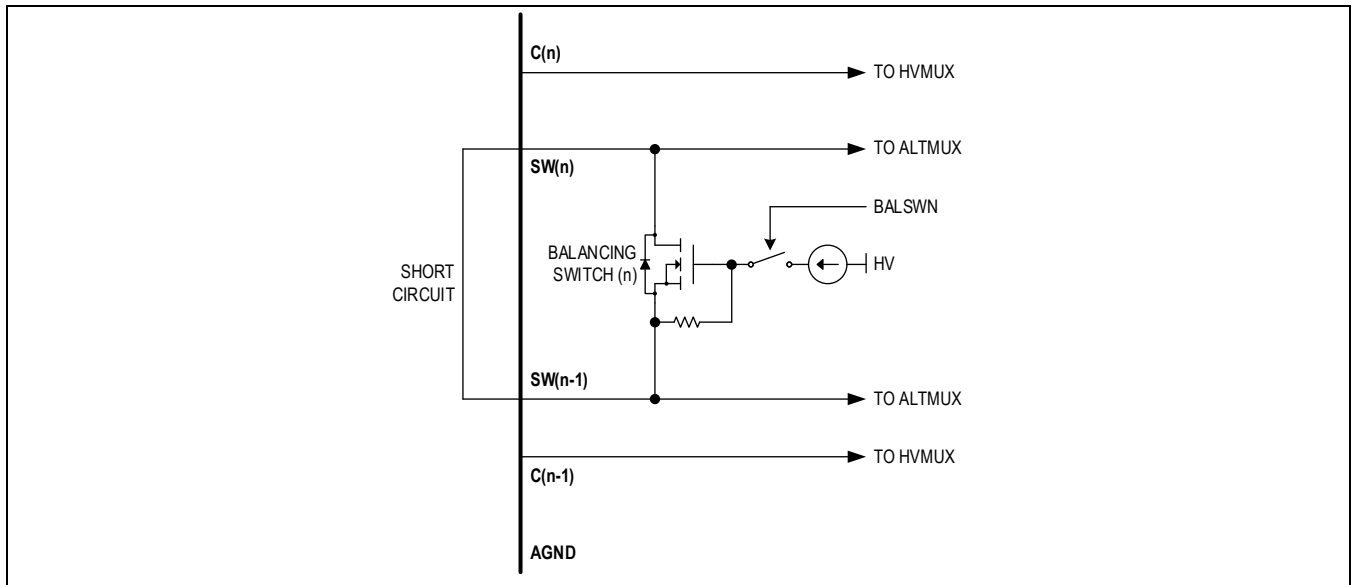 C(n)
TO HVMUX
TO ALTMUX
SW(n)
BALSWN
BALANCING
SWITCH (n)
HV
SHORT
CIRCUIT
SW(n-1)
TO ALTMUX
TO HVMUX
C(n-1)
AGND